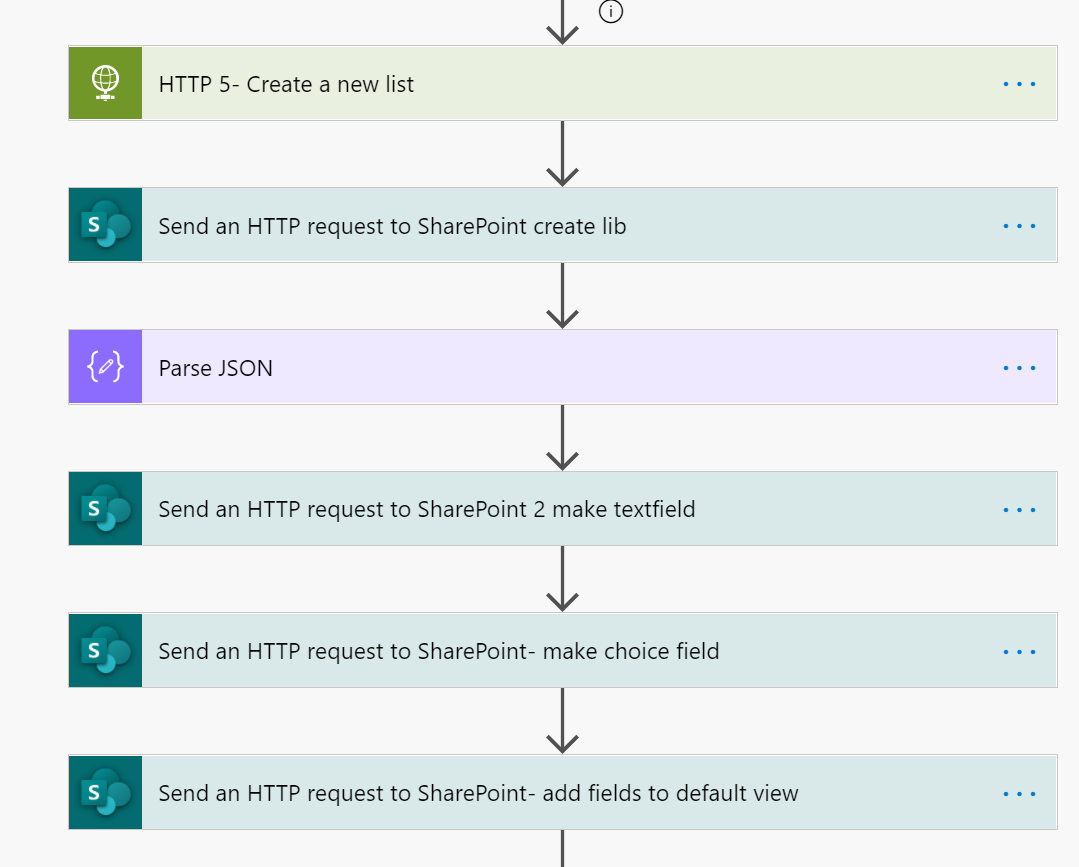 HTTP 5- Create a new list
Send an HTTP request to SharePoint create lib
Parse JSON
Send an HTTP request to SharePoint 2 make textfield
Send an HTTP request to SharePoint- make choice field
Send an HTTP request to SharePoint- add fields to default view